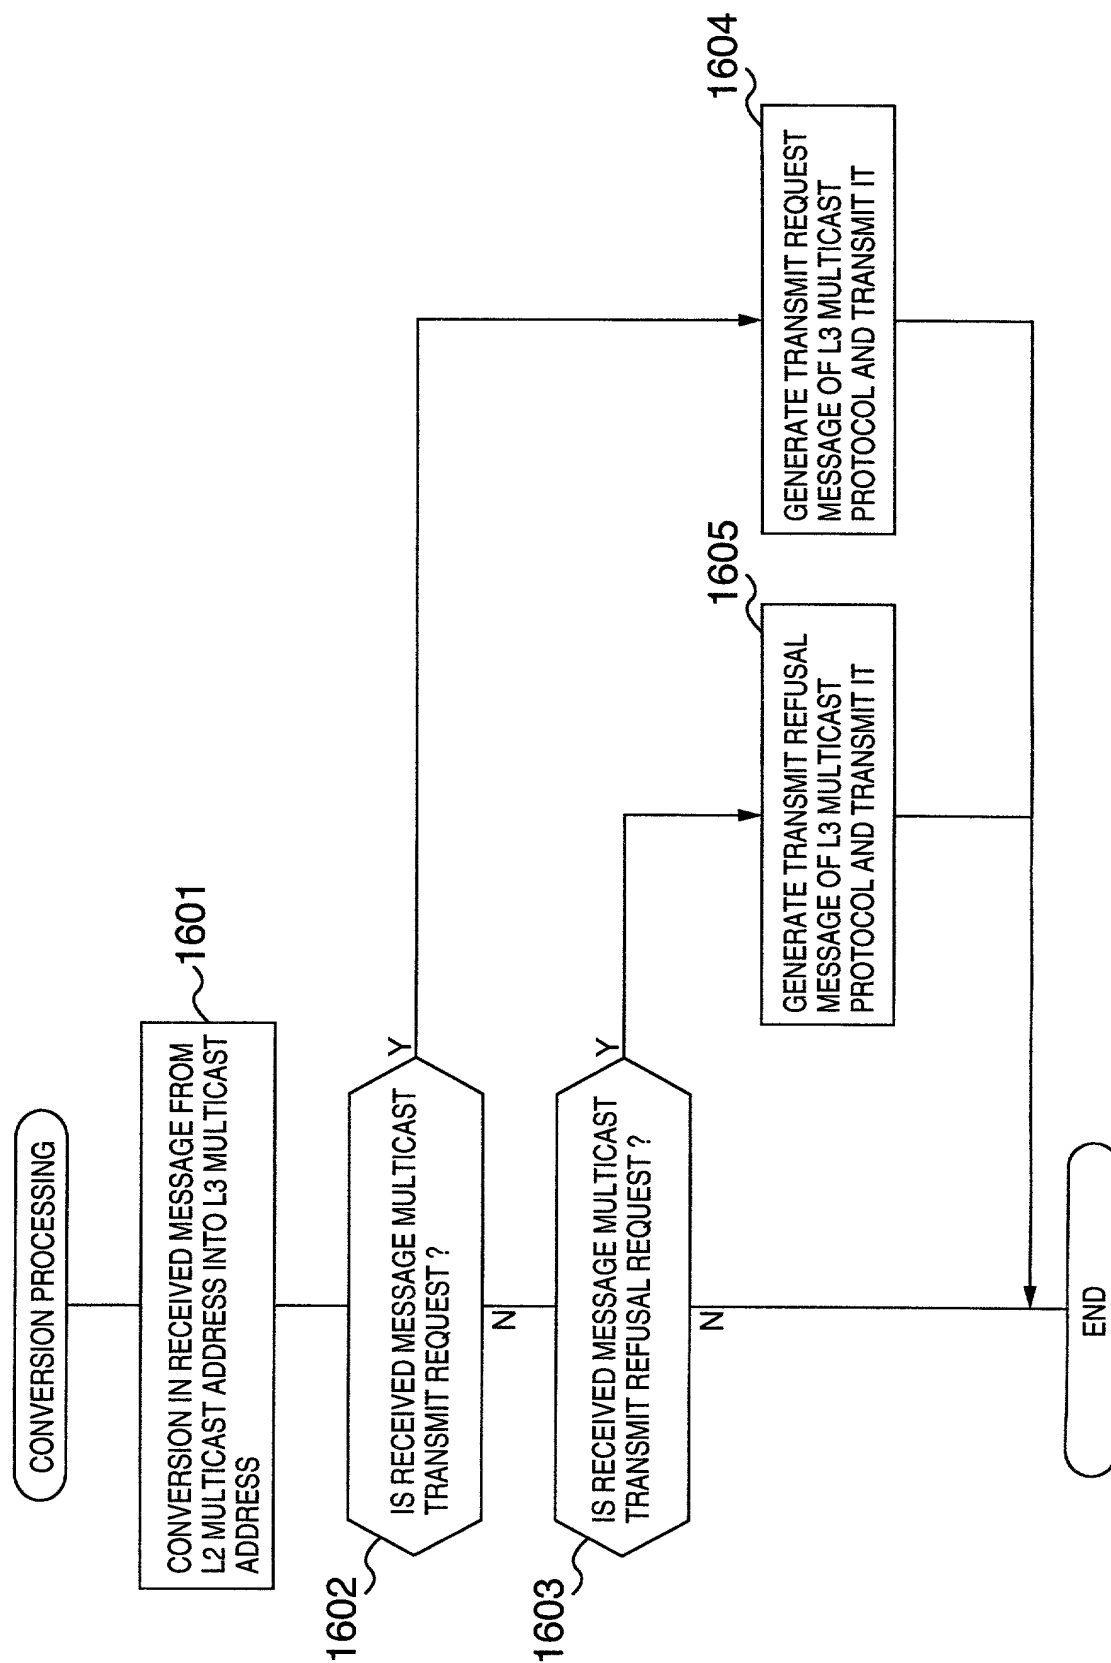 CONVERSION PROCESSING
1601
CONVERSION IN RECEIVED MESSAGE FROM
L2 MULTICAST ADDRESS INTO L3 MULTICAST
ADDRESS
1602
IS RECEIVED MESSAGE MULTICAST
TRANSMIT REQUEST?
Y
N
1603
IS RECEIVED MESSAGE MULTICAST
TRANSMIT REFUSAL REQUEST?
Y
N
1605
GENERATE TRANSMIT REFUSAL
MESSAGE OF L3 MULTICAST
PROTOCOL AND TRANSMIT IT
1604
GENERATE TRANSMIT REQUEST
MESSAGE OF L3 MULTICAST
PROTOCOL AND TRANSMIT IT
END